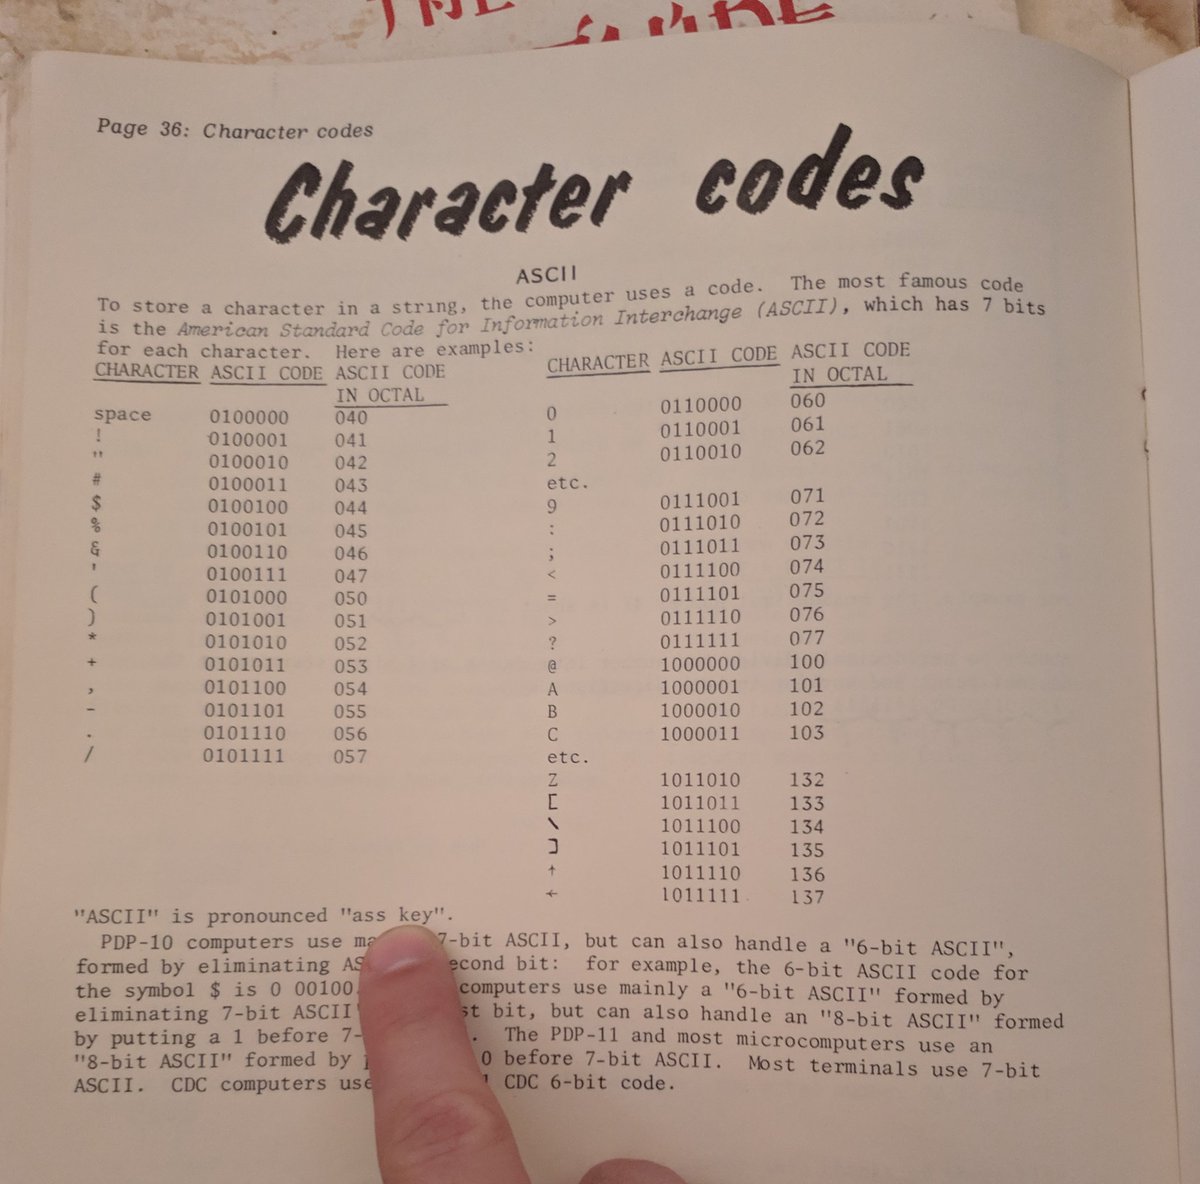 THE
GUIDE
Page 36: Character codes
Character codes
ASCII
To store a character in a string, the computer uses a code. The most famous code
is the American Standard Code for Information Interchange (ASCII), which has 7 bits
for each character. Here are examples:
CHARACTER ASCII CODE ASCII CODE IN OCTAL
space 0100000 040
! 0100001 041
" 0100010 042
# 0100011 043
$ 0100100 044
% 0100101 045
& 0100110 046
' 0100111 047
( 0101000 050
) 0101001 051
* 0101010 052
+ 0101011 053
, 0101100 054
- 0101101 055
. 0101110 056
/ 0101111 057
CHARACTER ASCII CODE ASCII CODE IN OCTAL
0 0110000 060
1 0110001 061
2 0110010 062
etc.
9 0111001 071
: 0111010 072
; 0111011 073
< 0111100 074
= 0111101 075
> 0111110 076
? 0111111 077
@ 1000000 100
A 1000001 101
B 1000010 102
C 1000011 103
etc.
Z 1011010 132
[ 1011011 133
\ 1011100 134
] 1011101 135
↑ 1011110 136
← 1011111 137
"ASCII" is pronounced "ass key".
PDP-10 computers use 7-bit ASCII, but can also handle a "6-bit ASCII",
formed by eliminating second bit: for example, the 6-bit ASCII code for
the symbol $ is 0 00100. computers use mainly a "6-bit ASCII" formed by
eliminating 7-bit ASCII' bit, but can also handle an "8-bit ASCII" formed
by putting a 1 before 7- . The PDP-11 and most microcomputers use an
"8-bit ASCII" formed by 0 before 7-bit ASCII. Most terminals use 7-bit
ASCII. CDC computers use CDC 6-bit code.